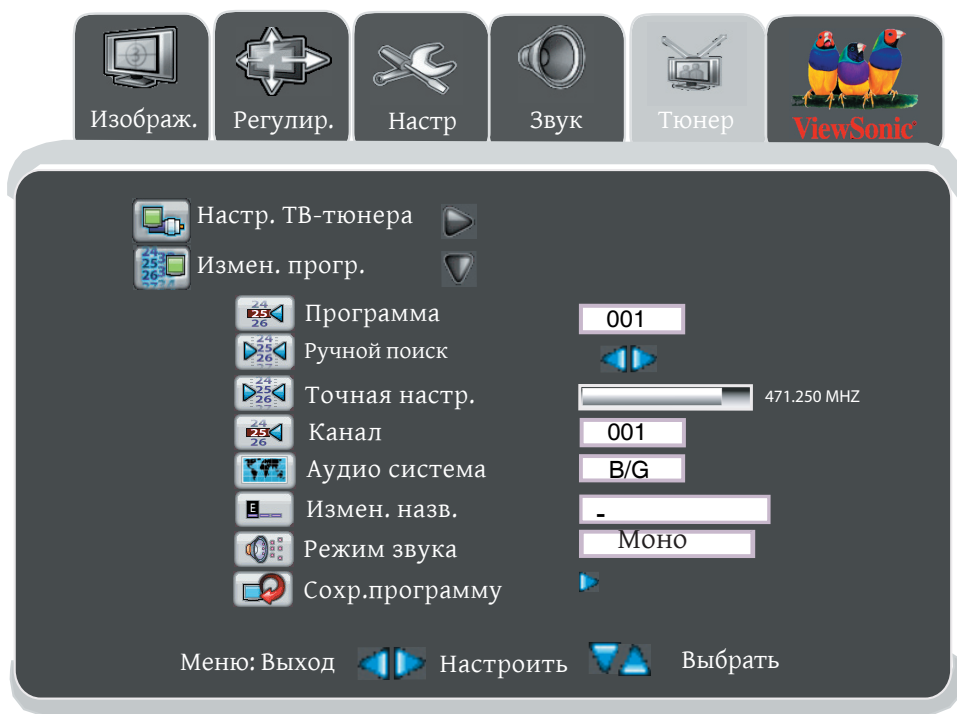 Изображ. Регулир. Настр Звук Тюнер ViewSonic
Настр. ТВ-тюнера
Измен. прогр.
Программа 001
Ручной поиск
Точная настр. 471.250 MHZ
Канал 001
Аудио система B/G
Измен. назв. -
Режим звука Моно
Сохр.программу
Меню: Выход Настроить Выбрать